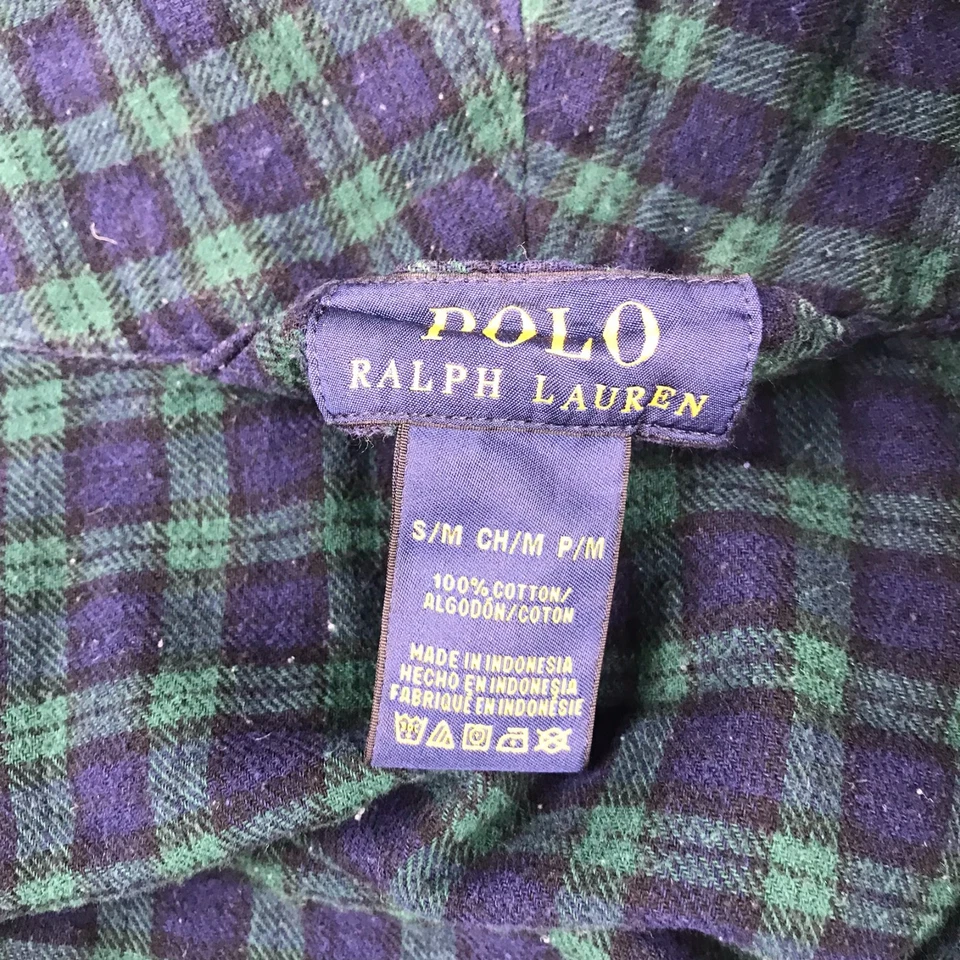 POLO
RALPH LAUREN
S/M CH/M P/M
100% COTTON/
ALGODÓN/COTON
MADE IN INDONESIA
HECHO EN INDONESIA
FABRIQUÉ EN INDONÉSIE